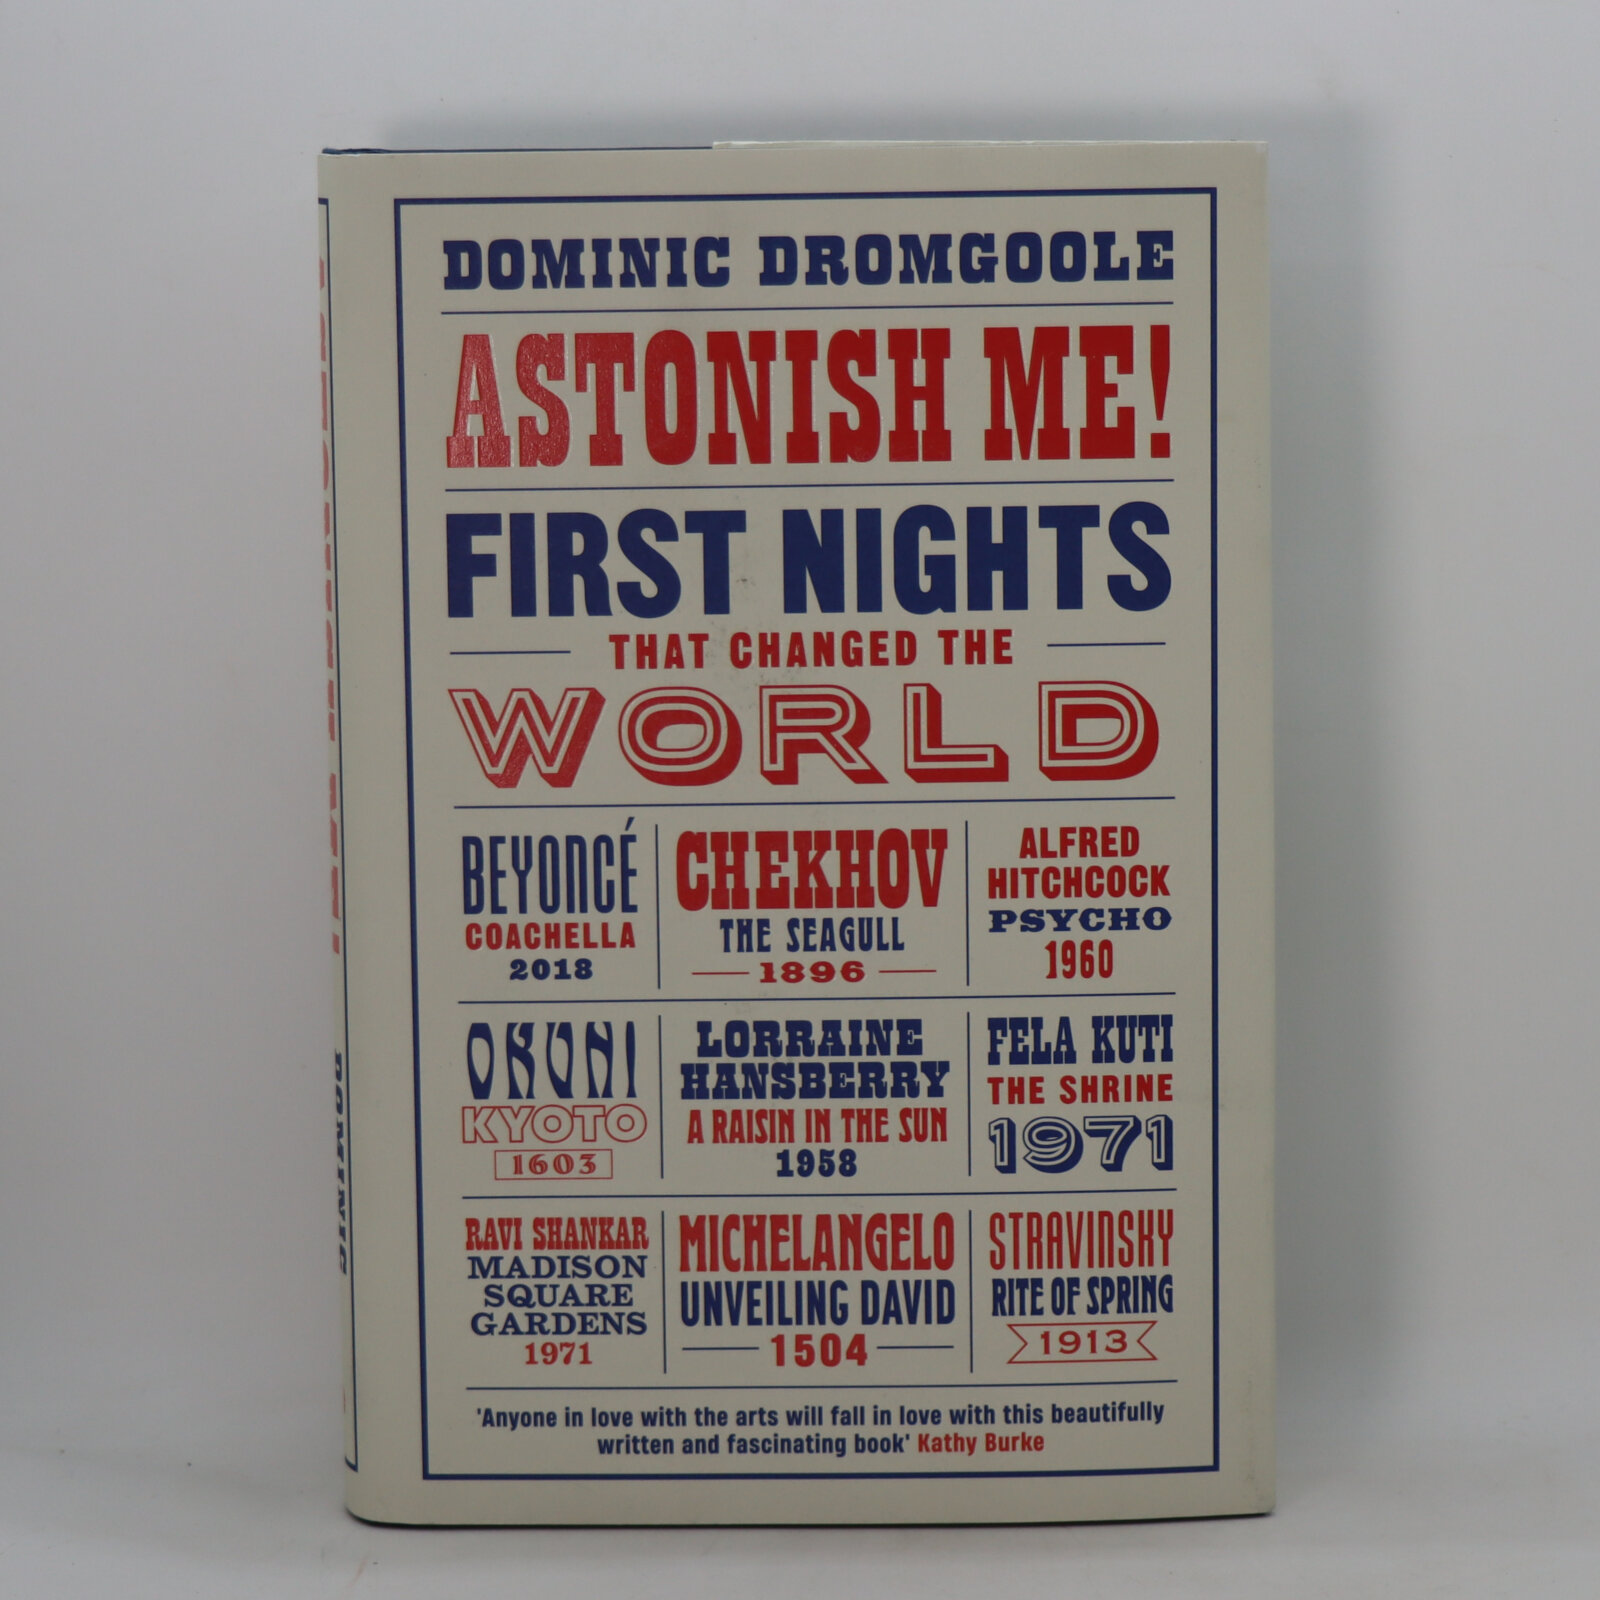 DOMINIC DROMGOOLE
ASTONISH ME!
FIRST NIGHTS
THAT CHANGED THE
WORLD
BEYONCÉ
COACHELLA
2018
CHEKHOV
THE SEAGULL
1896
ALFRED
HITCHCOCK
PSYCHO
1960
OKUNI
KYOTO
1603
LORRAINE
HANSBERRY
A RAISIN IN THE SUN
1958
FELA KUTI
THE SHRINE
1971
RAVI SHANKAR
MADISON
SQUARE
GARDENS
1971
MICHELANGELO
UNVEILING DAVID
1504
STRAVINSKY
RITE OF SPRING
1913
'Anyone in love with the arts will fall in love with this beautifully
written and fascinating book' Kathy Burke
ASTONISH ME! DOMINIC